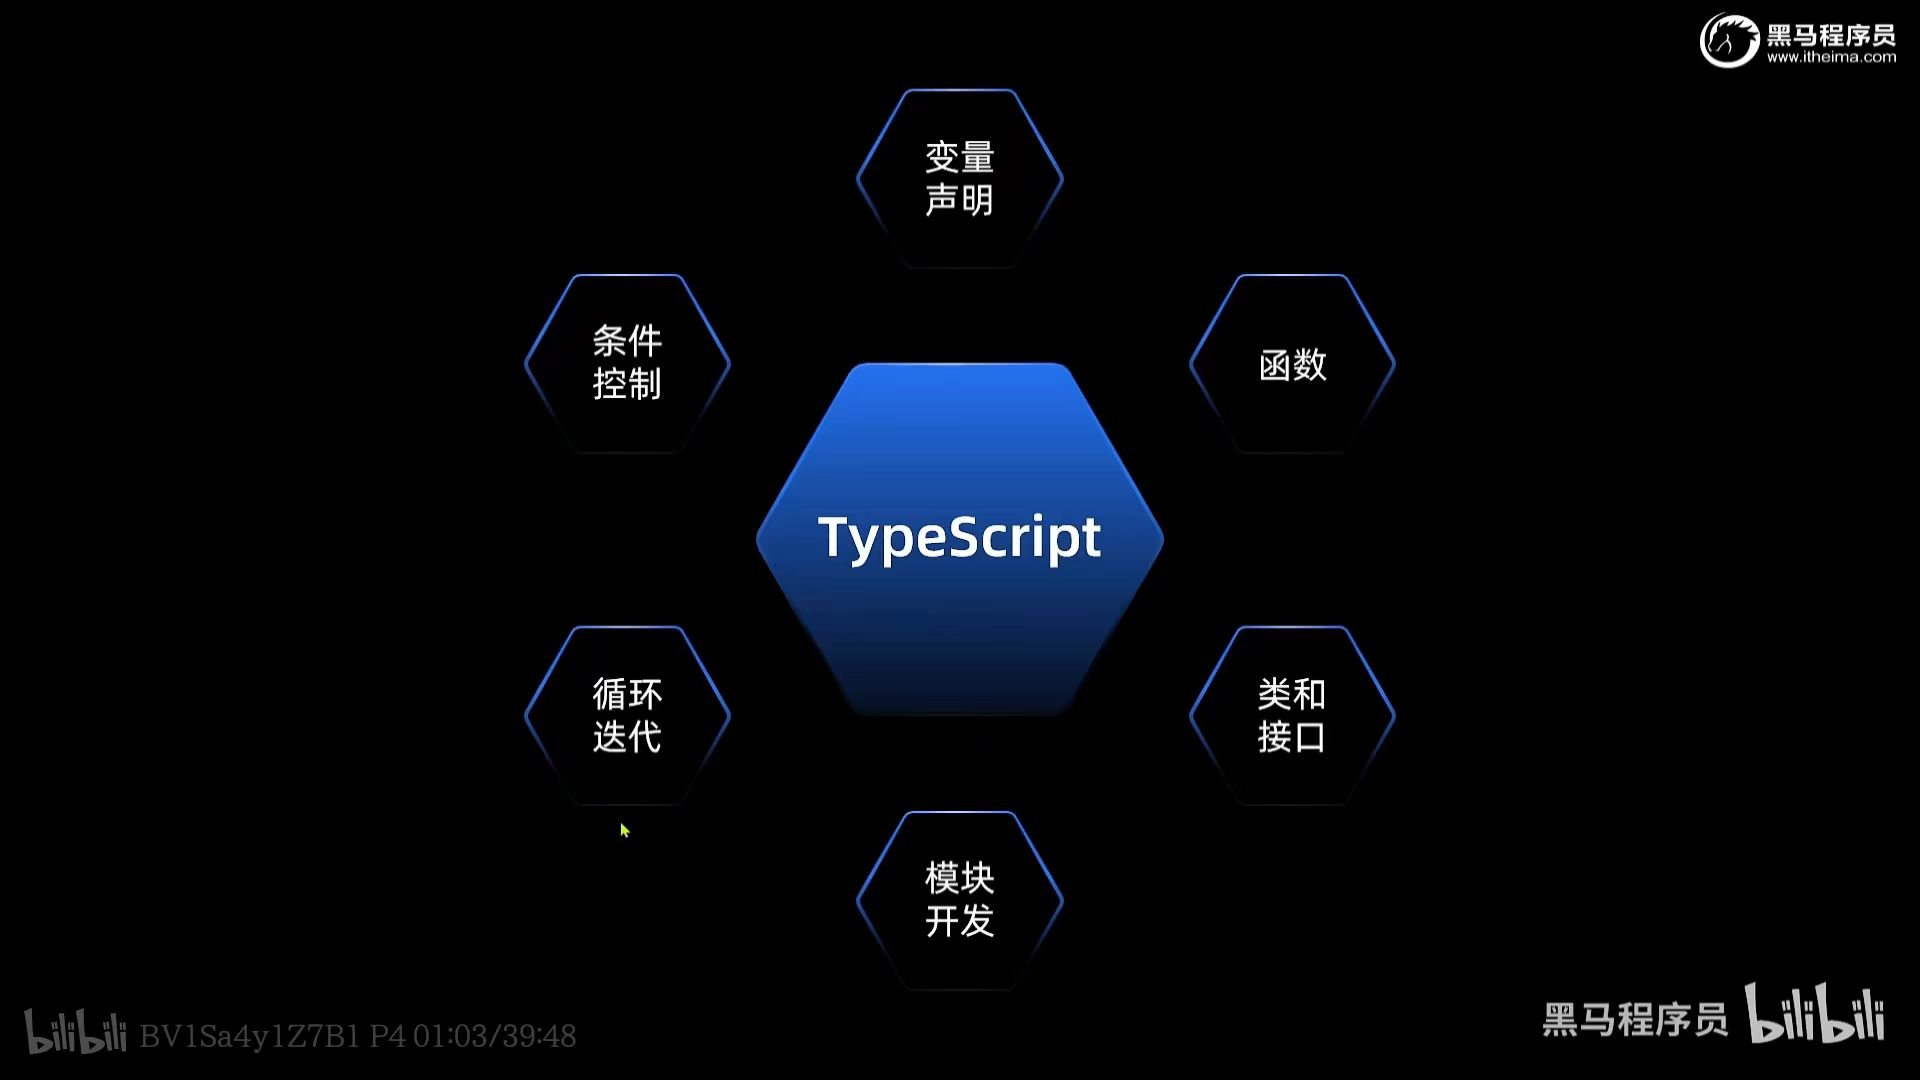 黑马程序员
www.itheima.com
变量
声明
条件
控制
函数
TypeScript
循环
迭代
类和
接口
模块
开发
bilibili BV1Sa4y1Z7B1 P4 01:03/39:48
黑马程序员 bilibili